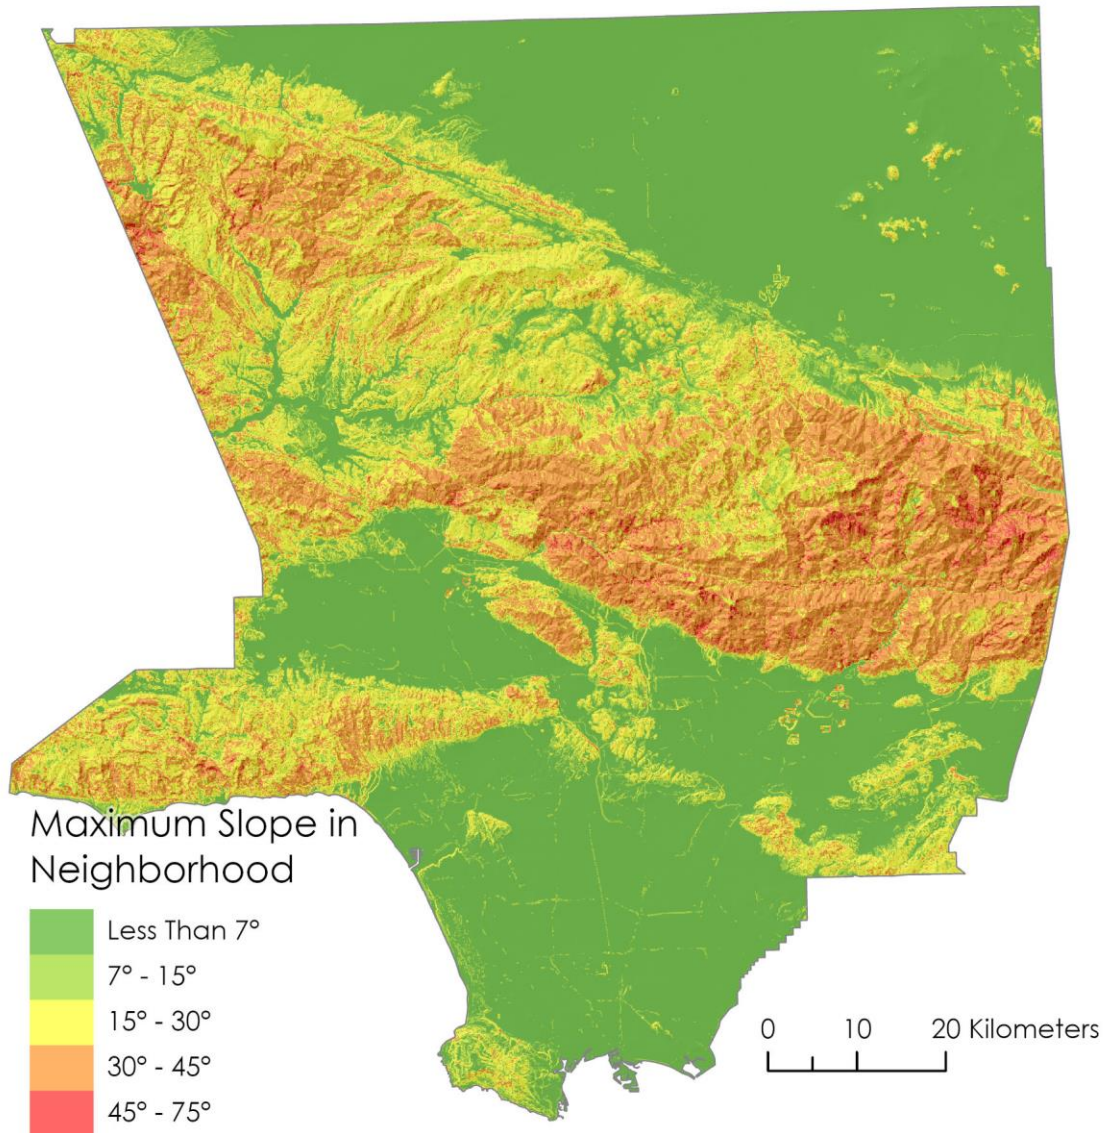 Maximum Slope in
Neighborhood
Less Than 7°
7° - 15°
15° - 30°
30° - 45°
45° - 75°
0 10 20 Kilometers